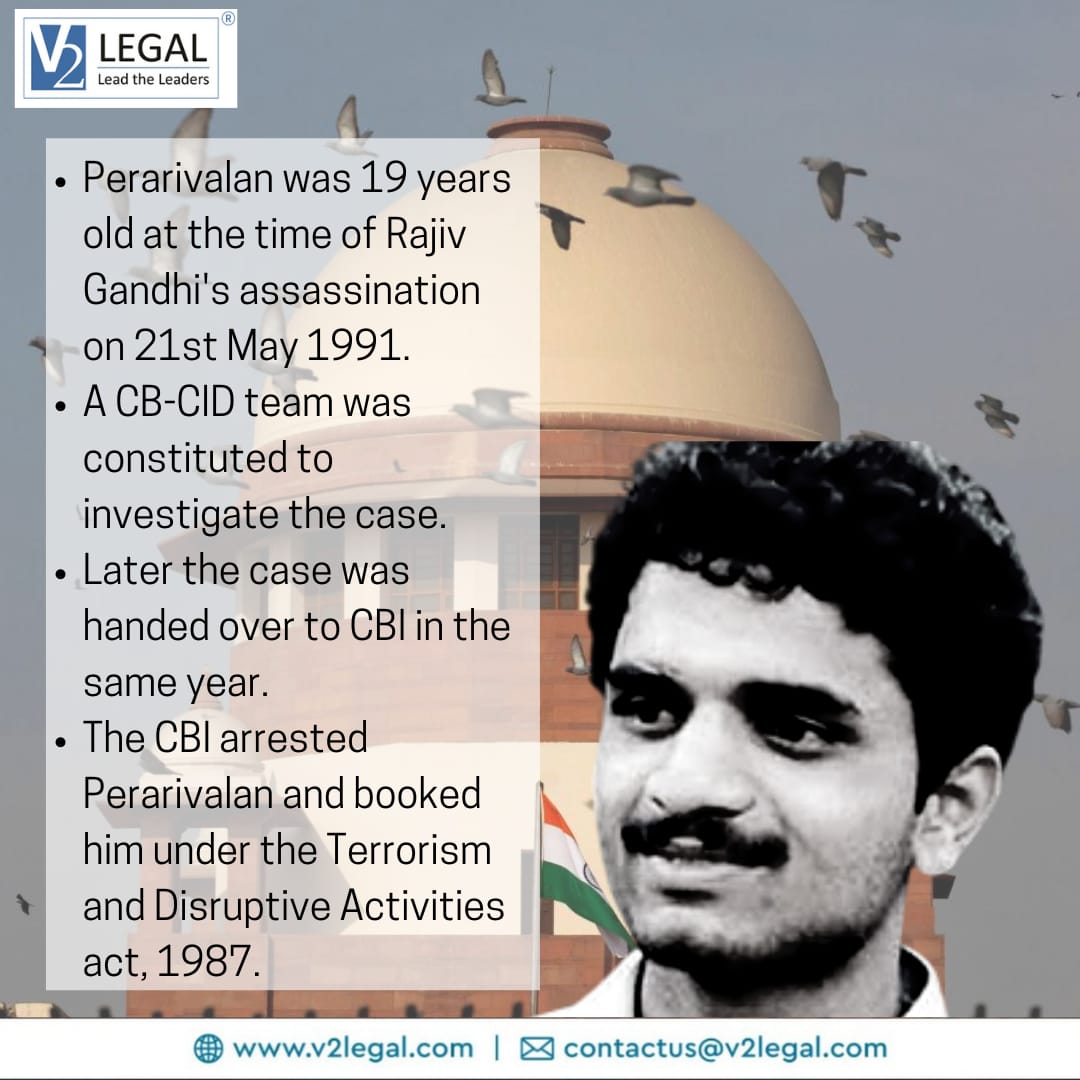 V2 LEGAL ®
Lead the Leaders
• Perarivalan was 19 years
old at the time of Rajiv
Gandhi's assassination
on 21st May 1991.
• A CB-CID team was
constituted to
investigate the case.
• Later the case was
handed over to CBI in the
same year.
• The CBI arrested
Perarivalan and booked
him under the Terrorism
and Disruptive Activities
act, 1987.
www.v2legal.com | contactus@v2legal.com